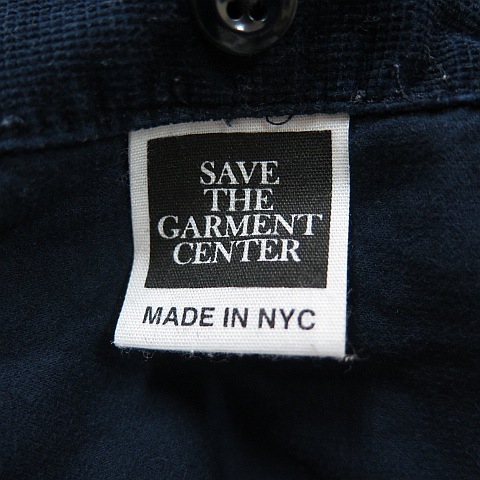 SAVE
THE
GARMENT
CENTER
MADE IN NYC